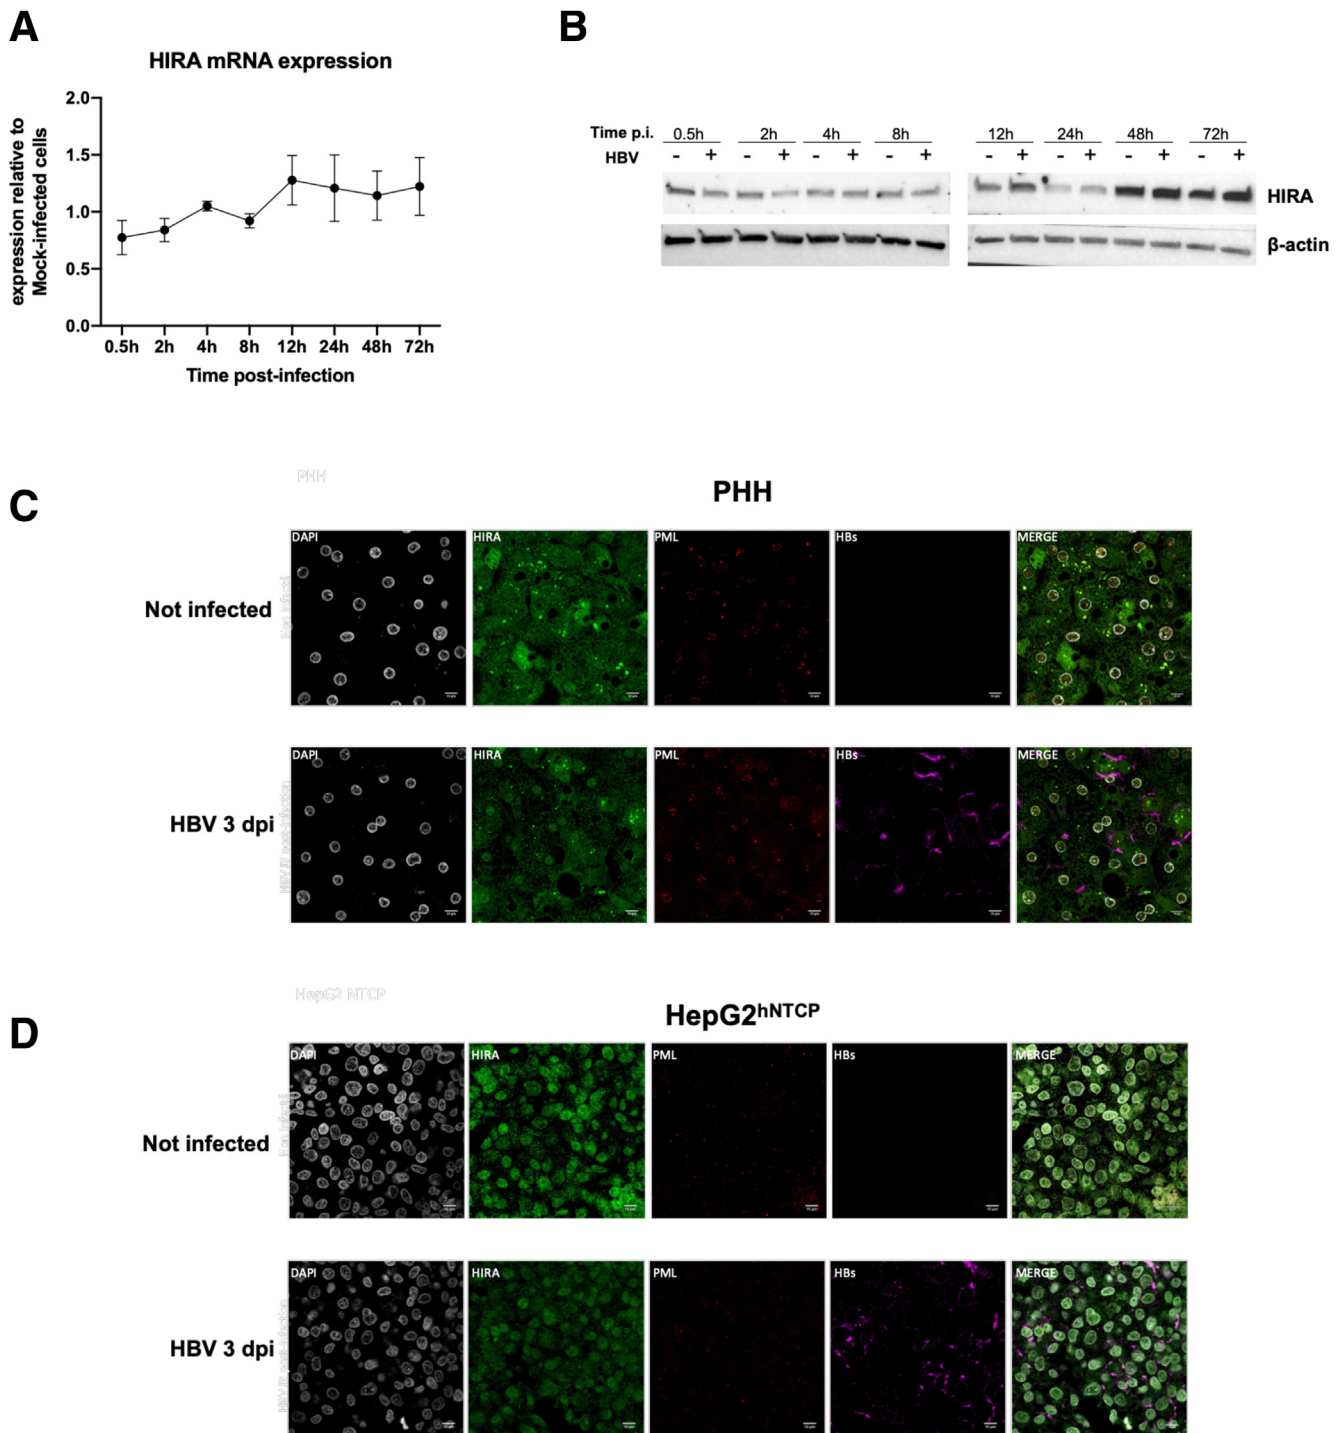 A
HIRA mRNA expression
expression relative to
Mock-infected cells
2.0
1.5
1.0
0.5
0.0
0.5h 2h 4h 8h 12h 24h 48h 72h
Time post-infection
B
Time p.i. 0.5h 2h 4h 8h 12h 24h 48h 72h
HBV - + - + - + - + - + - + - + - +
HIRA
β-actin
C
PHH
PHH
Not infected
Non Infected
DAPI HIRA PML HBs MERGE
HBV 3 dpi
DAPI HIRA PML HBs MERGE
D
HepG2 NTCP
HepG2hNTCP
Not infected
Non Infected
DAPI HIRA PML HBs MERGE
HBV 3 dpi
DAPI HIRA PML HBs MERGE